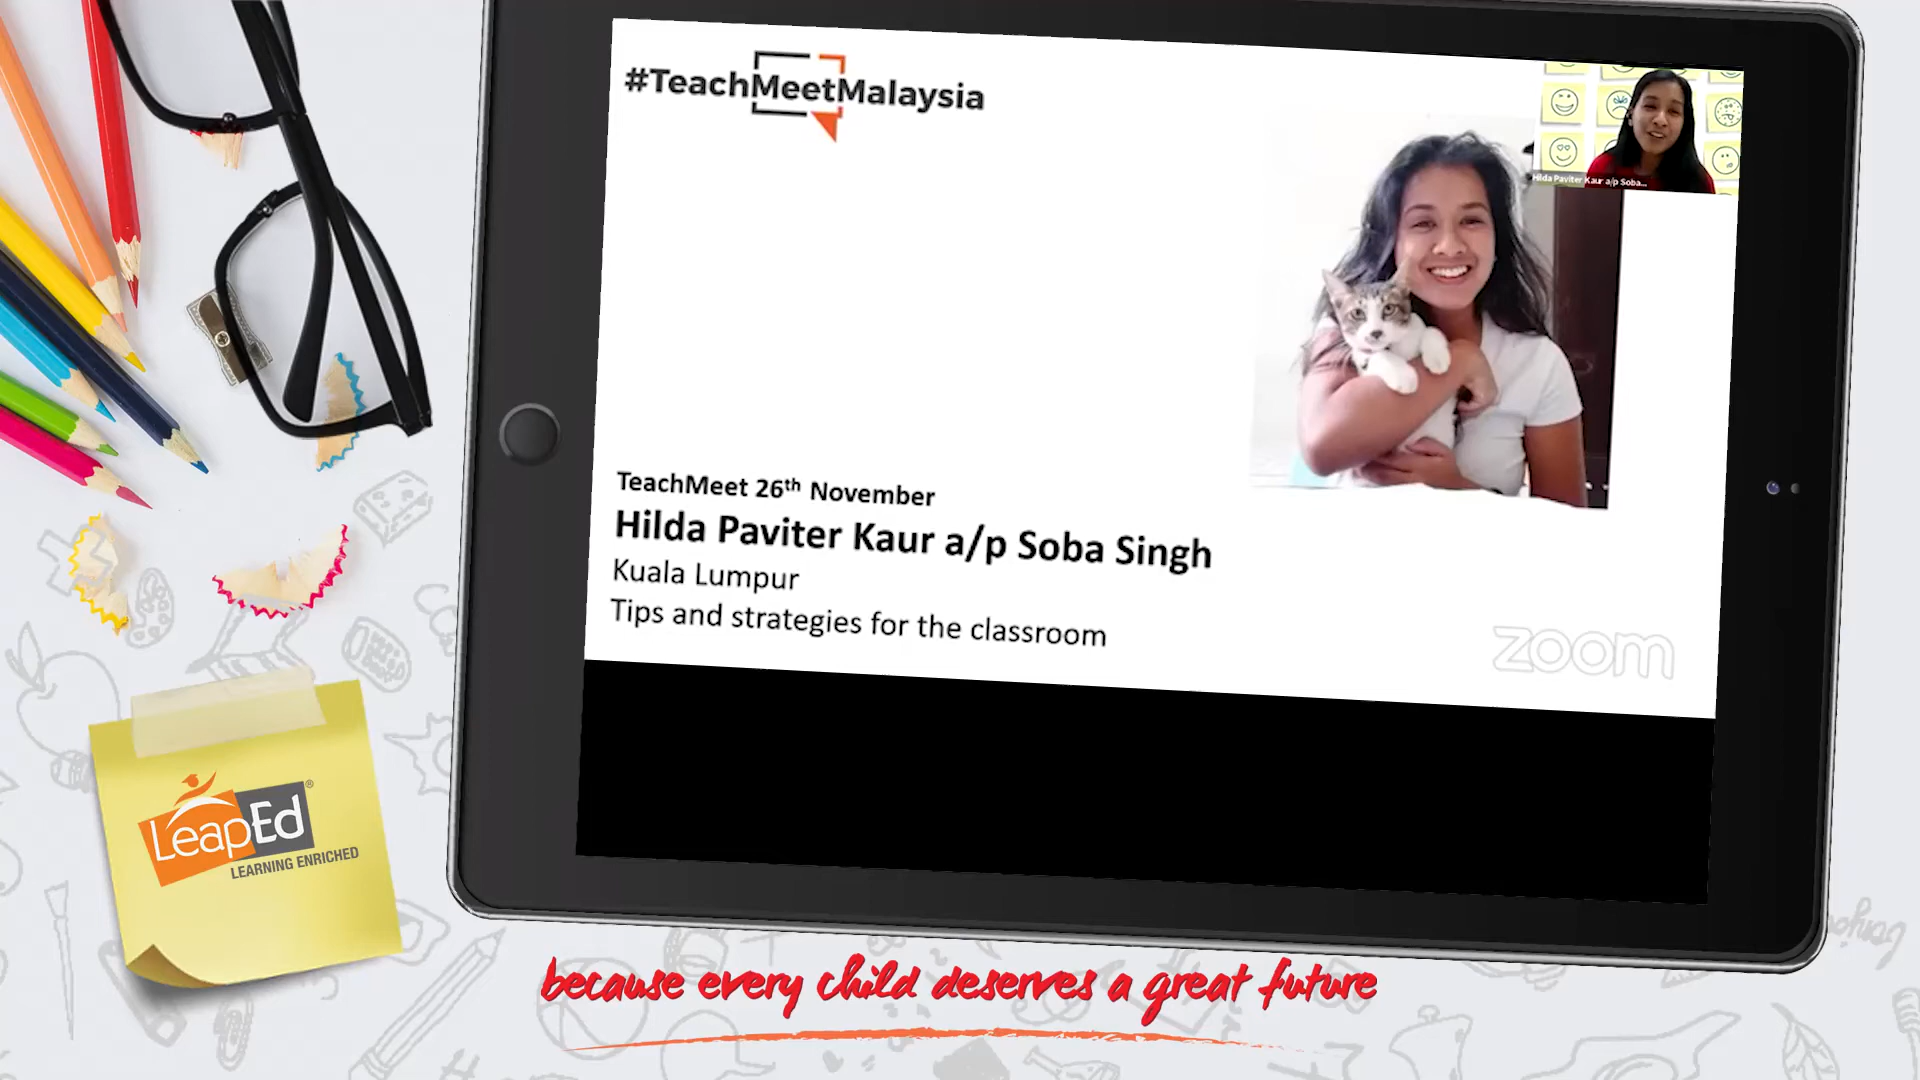 #TeachMeetMalaysia
Hilda Paviter Kaur a/p Soba...
TeachMeet 26th November
Hilda Paviter Kaur a/p Soba Singh
Kuala Lumpur
Tips and strategies for the classroom
zoom
LeapEd®
LEARNING ENRICHED
because every child deserves a great future